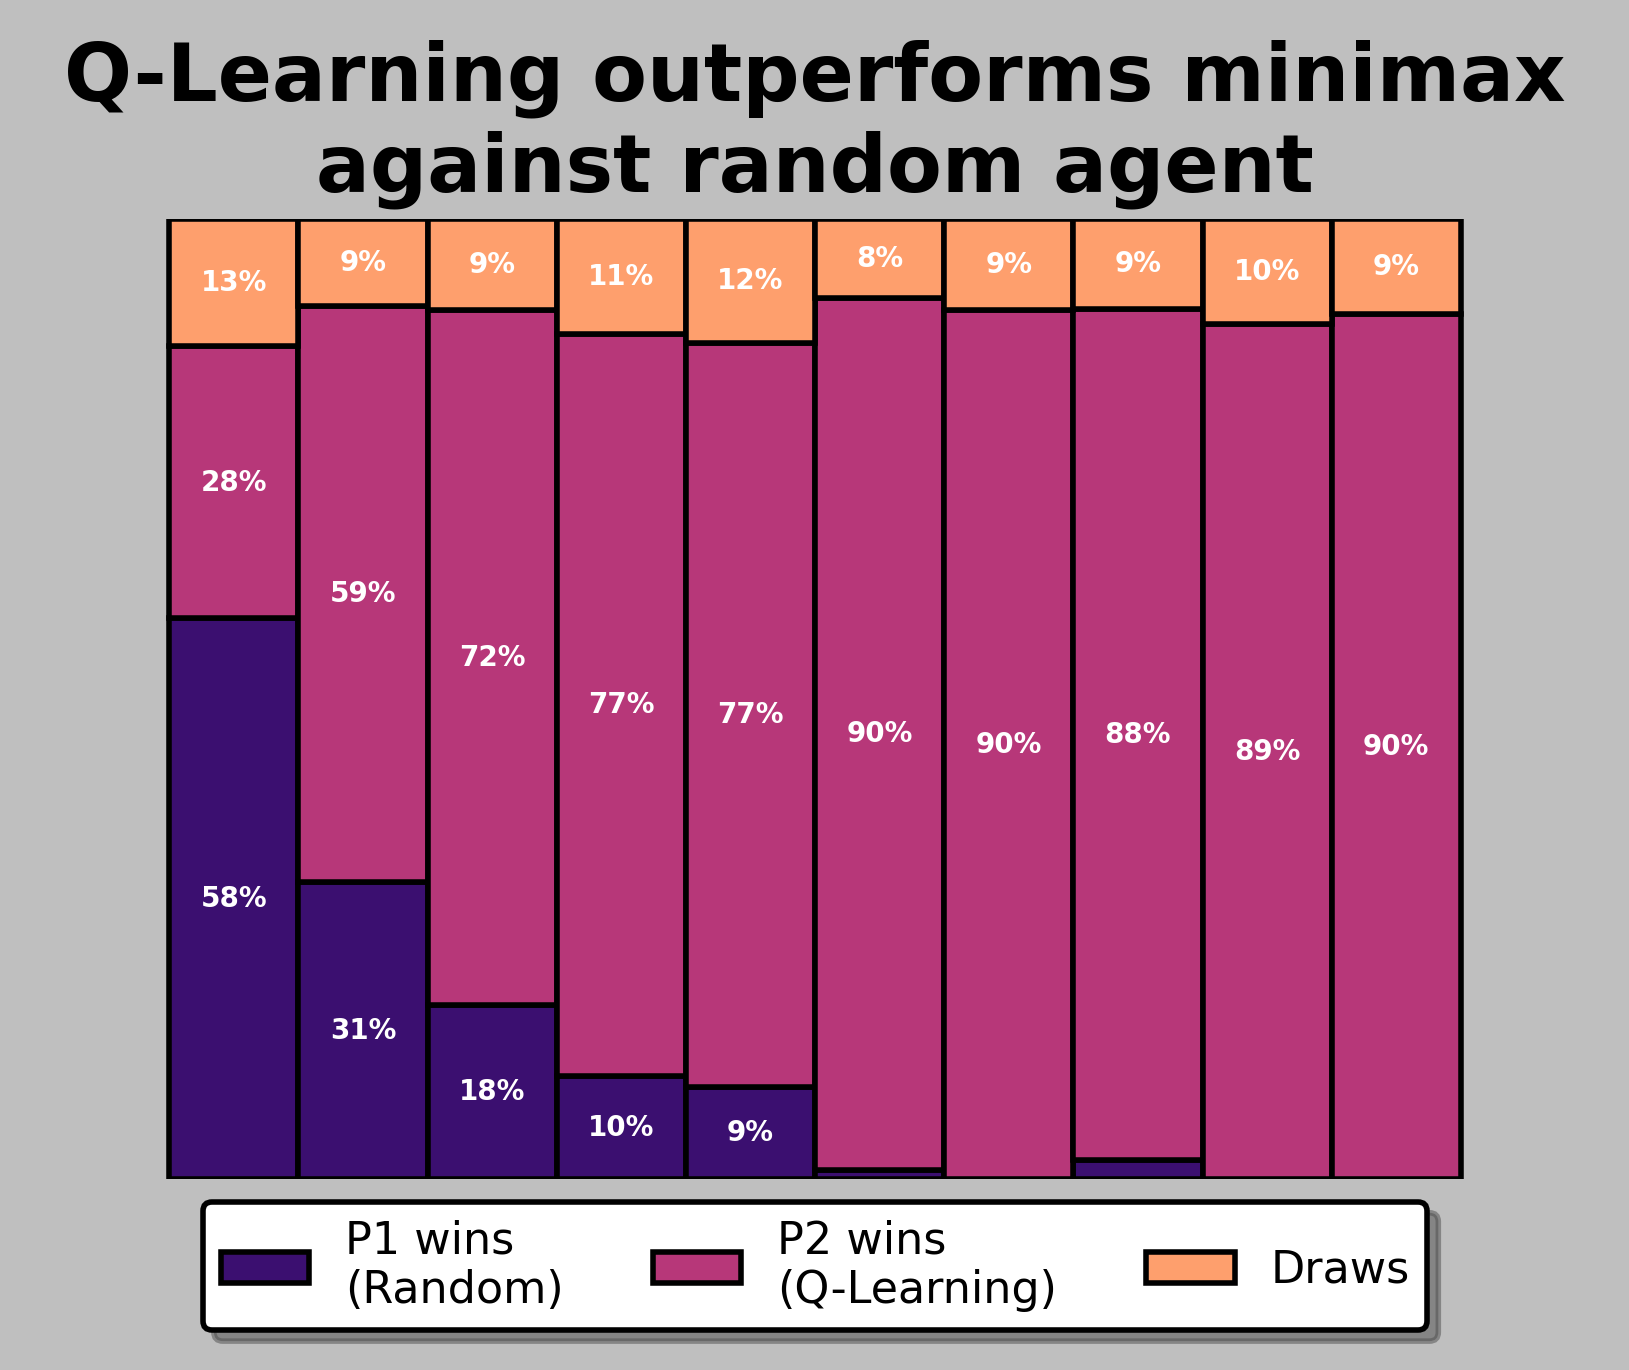 Q-Learning outperforms minimax
against random agent
13% 9% 9% 11% 12% 8% 9% 9% 10% 9%
28% 59% 72% 77% 77% 90% 90% 88% 89% 90%
58% 31% 18% 10% 9%
P1 wins
(Random)
P2 wins
(Q-Learning)
Draws